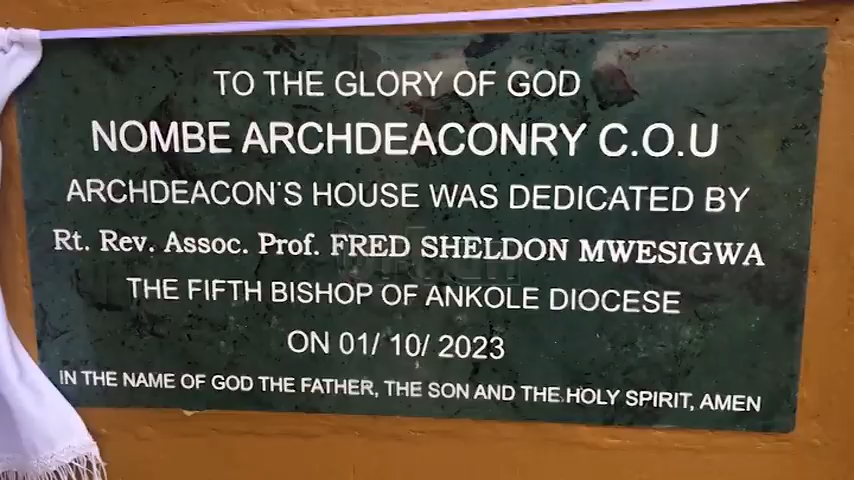 TO THE GLORY OF GOD
NOMBE ARCHDEACONRY C.O.U
ARCHDEACON'S HOUSE WAS DEDICATED BY
Rt. Rev. Assoc. Prof. FRED SHELDON MWESIGWA
THE FIFTH BISHOP OF ANKOLE DIOCESE
ON 01/ 10/ 2023
IN THE NAME OF GOD THE FATHER, THE SON AND THE HOLY SPIRIT, AMEN